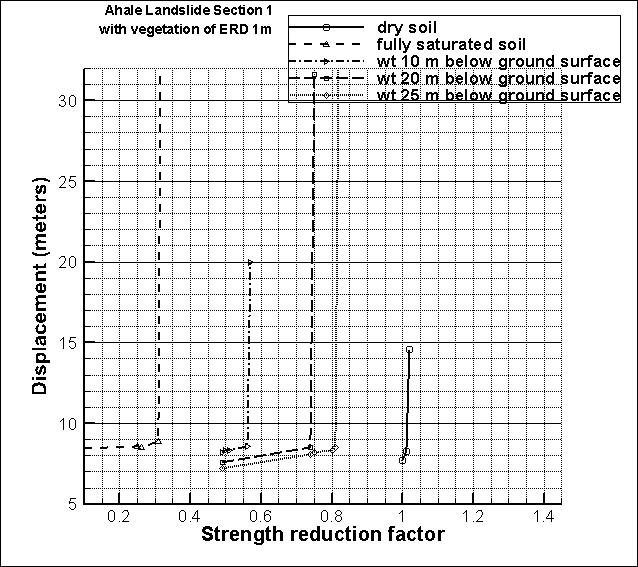 Ahale Landslide Section 1
with vegetation of ERD 1m
dry soil
fully saturated soil
wt 10 m below ground surface
wt 20 m below ground surface
wt 25 m below ground surface
Displacement (meters)
30
25
20
15
10
5
0.2 0.4 0.6 0.8 1 1.2 1.4
Strength reduction factor